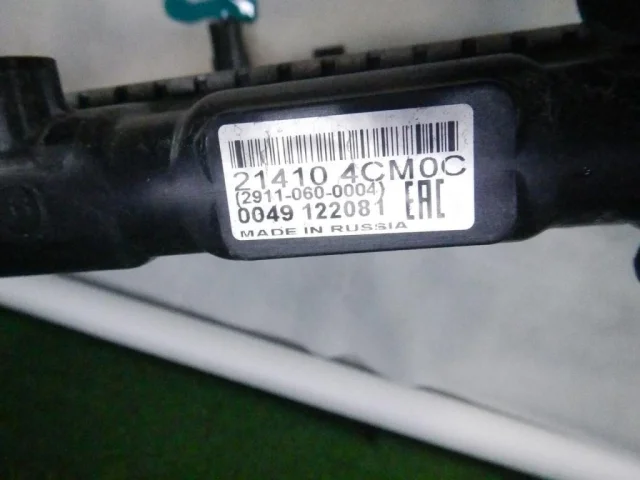 21410 4CM0C
(2911-060-0004)
0049 122081
EAC
MADE IN RUSSIA